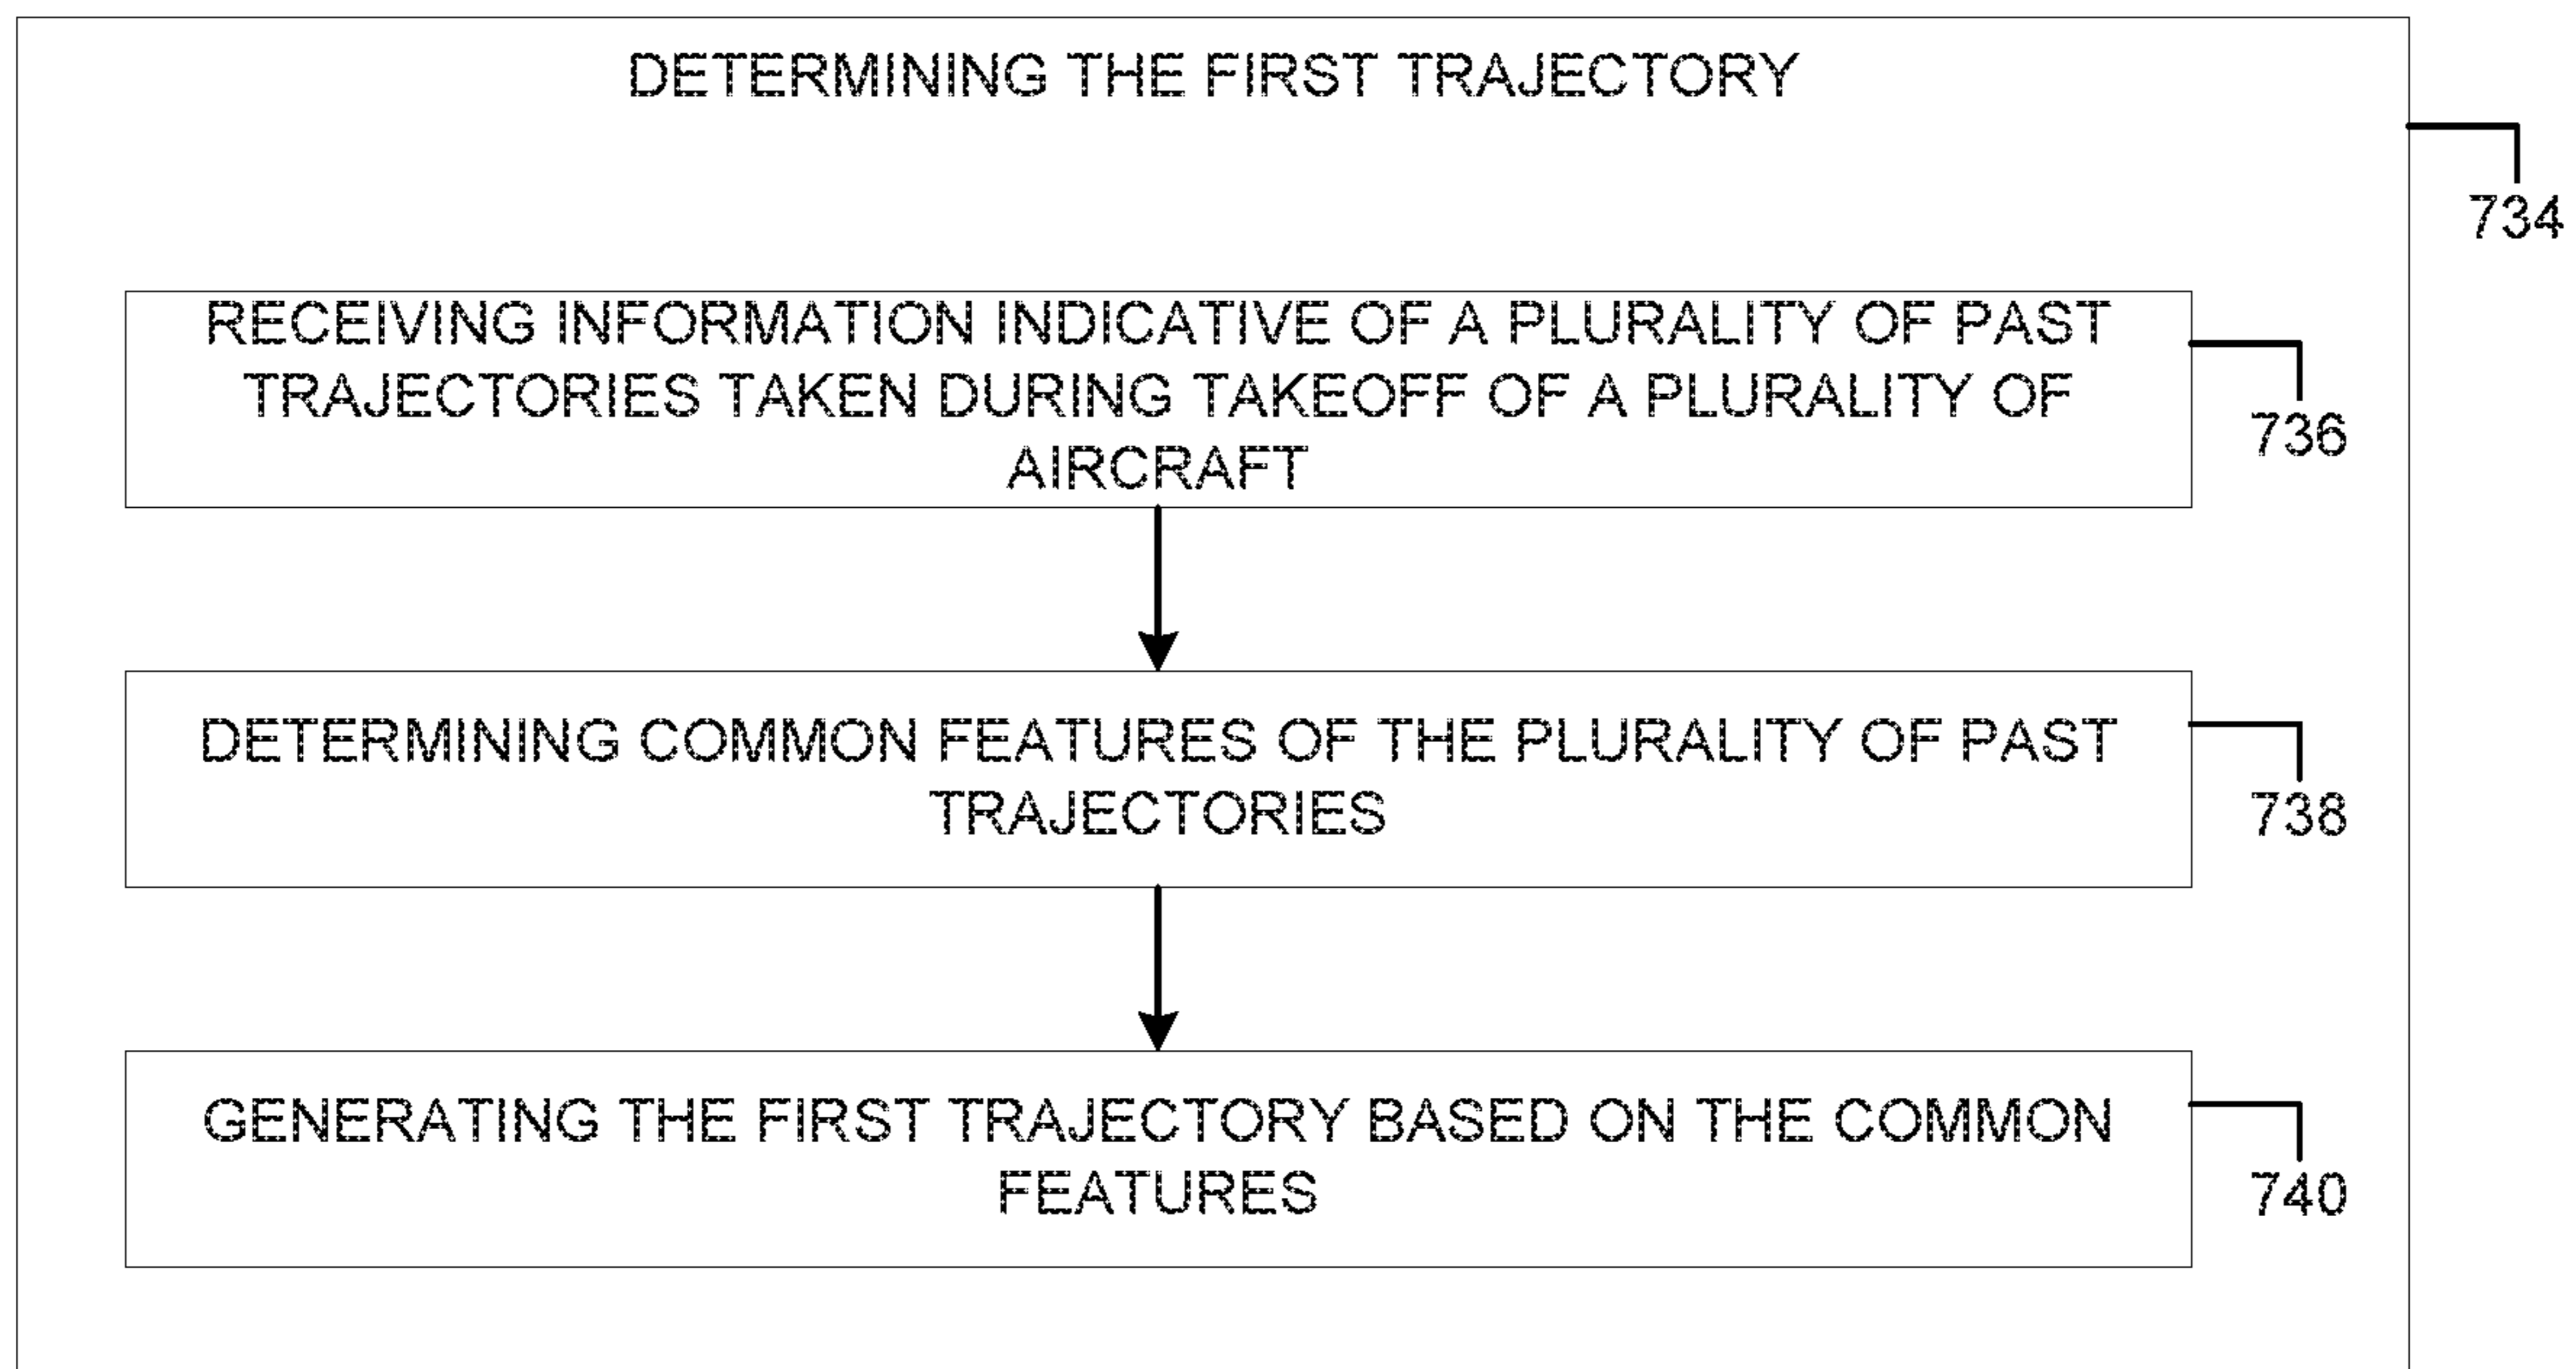 DETERMINING THE FIRST TRAJECTORY
734
RECEIVING INFORMATION INDICATIVE OF A PLURALITY OF PAST
TRAJECTORIES TAKEN DURING TAKEOFF OF A PLURALITY OF
AIRCRAFT
736
DETERMINING COMMON FEATURES OF THE PLURALITY OF PAST
TRAJECTORIES
738
GENERATING THE FIRST TRAJECTORY BASED ON THE COMMON
FEATURES
740